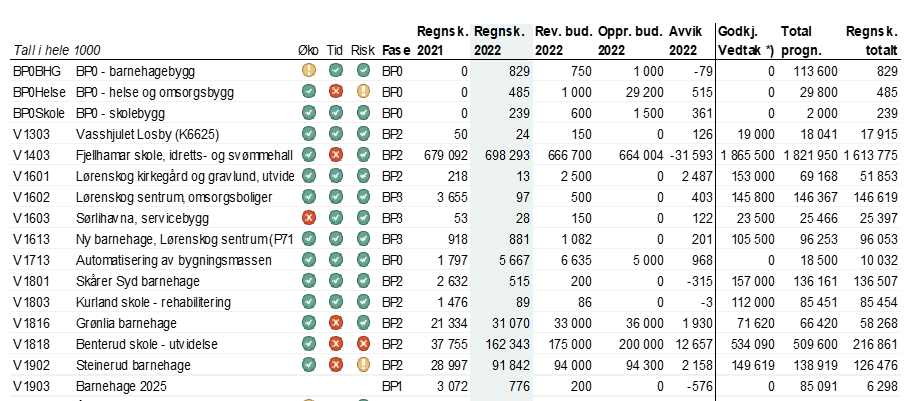 Regnsk. Regnsk. Rev. bud. Oppr. bud. Avvik Godkj. Total Regnsk.
Tall i hele 1000 Øko Tid Risk Fase 2021 2022 2022 2022 2022 Vedtak *) progn. totalt
BP0BHG BP0 - barnehagebygg BP0 0 829 750 1 000 -79 0 113 600 829
BP0Helse BP0 - helse og omsorgsbygg BP0 0 485 1 000 29 200 515 0 29 800 485
BP0Skole BP0 - skolebygg BP0 0 239 600 1 500 361 0 2 000 239
V1303 Vasshjulet Losby (K6625) BP2 50 24 150 0 126 19 000 18 041 17 915
V1403 Fjellhamar skole, idretts- og svømmehall BP2 679 092 698 293 666 700 664 004 -31 593 1 865 500 1 821 950 1 613 775
V1601 Lørenskog kirkegård og gravlund, utvide BP2 218 13 2 500 0 2 487 153 000 69 168 51 853
V1602 Lørenskog sentrum, omsorgsboliger BP3 3 655 97 500 0 403 145 800 146 367 146 619
V1603 Sørlihavna, servicebygg BP3 53 28 150 0 122 23 500 25 466 25 397
V1613 Ny barnehage, Lørenskog sentrum (P71 BP3 918 881 1 082 0 201 105 500 96 253 96 053
V1713 Automatisering av bygningsmassen BP0 1 797 5 667 6 635 5 000 968 0 18 500 10 032
V1801 Skårer Syd barnehage BP2 2 632 515 200 0 -315 157 000 136 161 136 507
V1803 Kurland skole - rehabilitering BP2 1 476 89 86 0 -3 112 000 85 451 85 454
V1816 Grønlia barnehage BP2 21 334 31 070 33 000 36 000 1 930 71 620 66 420 58 268
V1818 Benterud skole - utvidelse BP2 37 755 162 343 175 000 200 000 12 657 534 090 509 600 216 861
V1902 Steinerud barnehage BP2 28 997 91 842 94 000 94 300 2 158 149 619 138 919 126 476
V1903 Barnehage 2025 BP1 3 072 776 200 0 -576 0 85 091 6 298